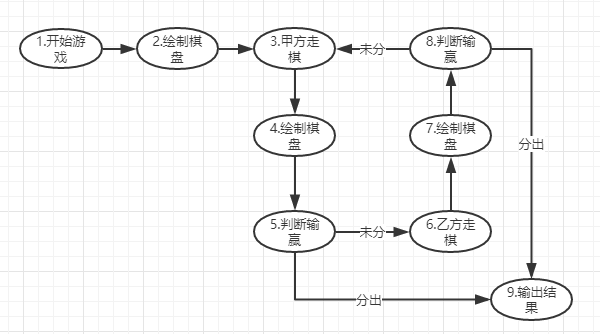 1.开始游
戏
2.绘制棋
盘
3.甲方走
棋
未分
8.判断输
赢
4.绘制棋
盘
7.绘制棋
盘
分出
5.判断输
赢
未分
6.乙方走
棋
分出
9.输出结
果